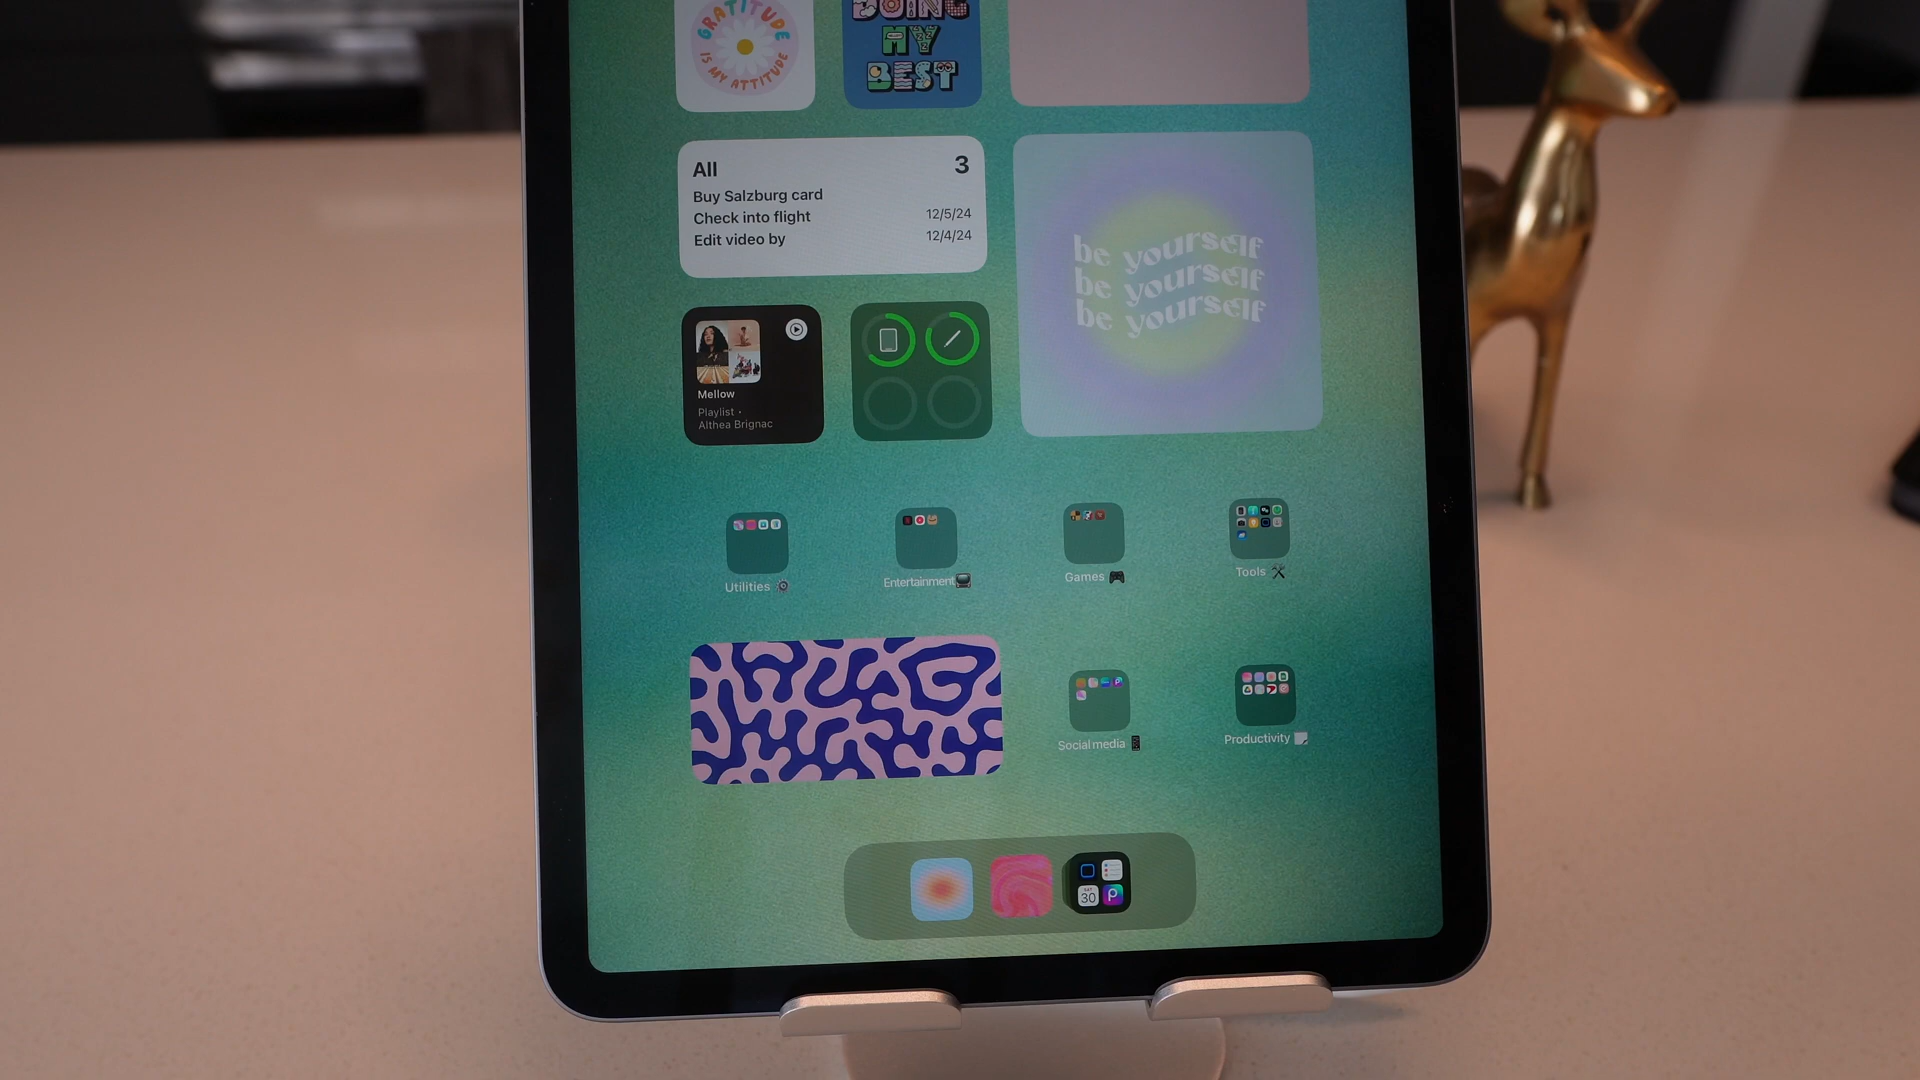 GRATITUDE
IS MY ATTITUDE
DOING
MY
BEST
All 3
Buy Salzburg card
Check into flight 12/5/24
Edit video by 12/4/24
be yourself
be yourself
be yourself
Mellow
Playlist •
Althea Brignac
Utilities
Entertainment
Games
Tools
Social media
Productivity
SAT
30